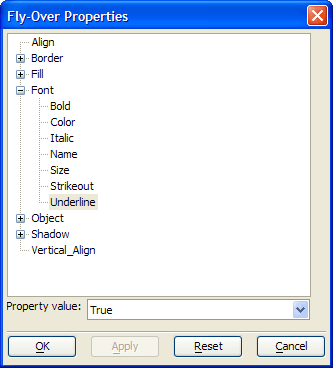 Fly-Over Properties
Align
Border
Fill
Font
Bold
Color
Italic
Name
Size
Strikeout
Underline
Object
Shadow
Vertical_Align
Property value: True
OK Apply Reset Cancel